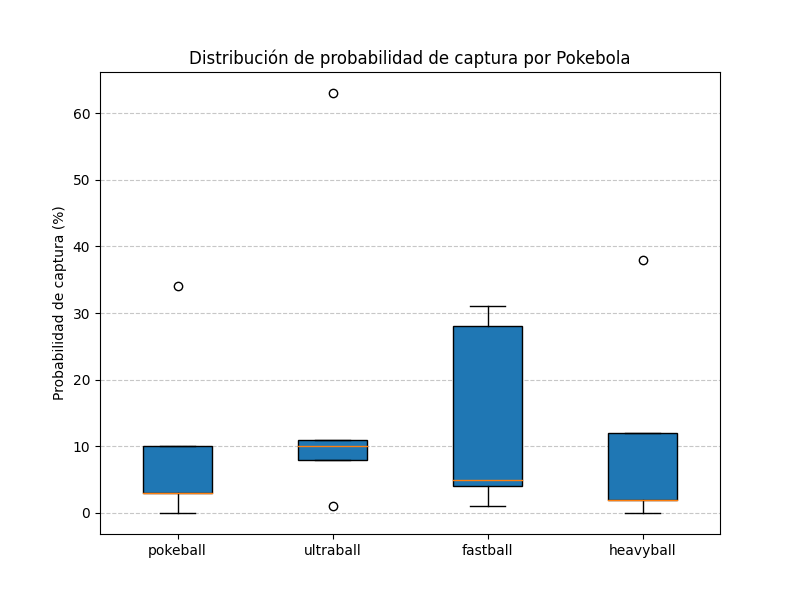 Distribución de probabilidad de captura por Pokebola
Probabilidad de captura (%)
60
50
40
30
20
10
0
pokeball
ultraball
fastball
heavyball